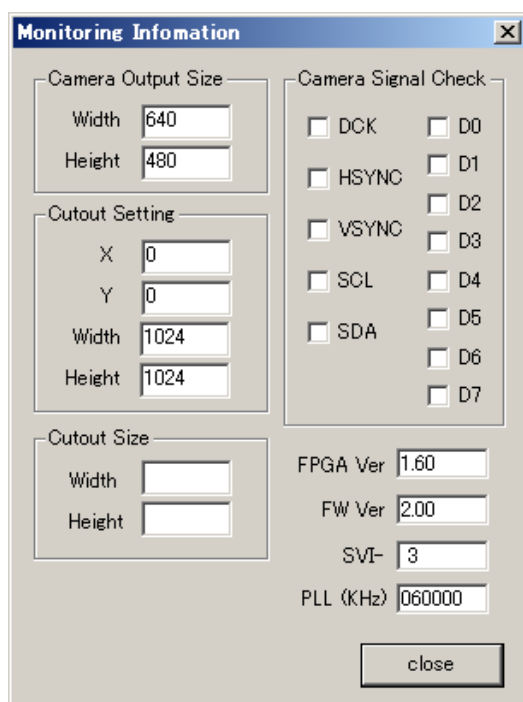 Monitoring Infomation
Camera Output Size
Width 640
Height 480
Cutout Setting
X 0
Y 0
Width 1024
Height 1024
Cutout Size
Width
Height
Camera Signal Check
DCK D0
HSYNC D1
VSYNC D2
SCL D3
SDA D4
D5
D6
D7
FPGA Ver 1.60
FW Ver 2.00
SVI- 3
PLL (KHz) 060000
close